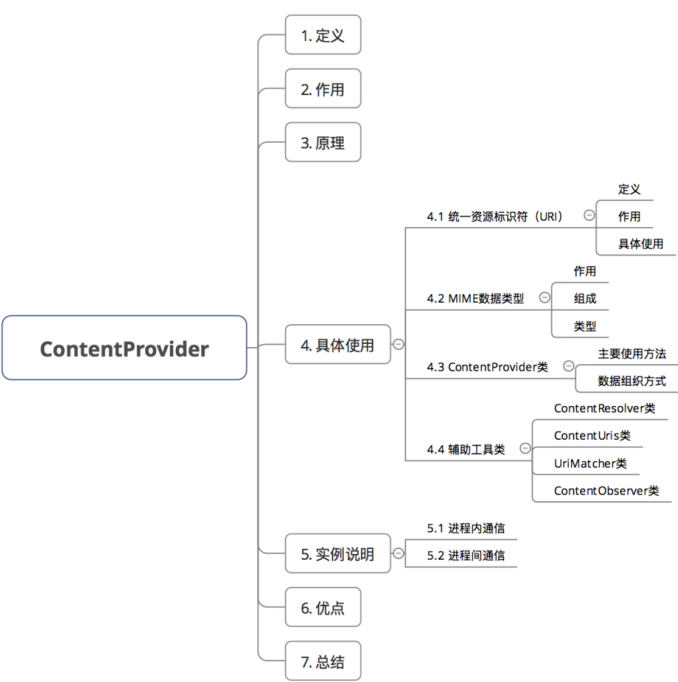 ContentProvider
1. 定义
2. 作用
3. 原理
4. 具体使用
4.1 统一资源标识符（URI）
定义
作用
具体使用
4.2 MIME数据类型
作用
组成
类型
4.3 ContentProvider类
主要使用方法
数据组织方式
4.4 辅助工具类
ContentResolver类
ContentUris类
UriMatcher类
ContentObserver类
5. 实例说明
5.1 进程内通信
5.2 进程间通信
6. 优点
7. 总结